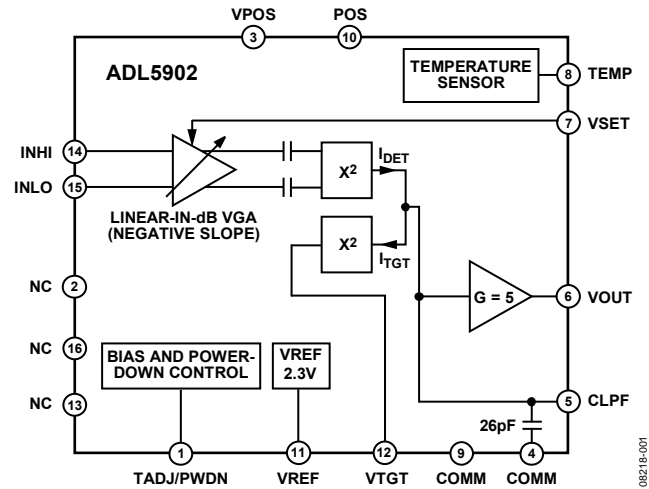 VPOS
POS
3
10
ADL5902
TEMPERATURE
SENSOR
8
TEMP
7
VSET
INHI
14
INLO
15
X2
IDET
LINEAR-IN-dB VGA
(NEGATIVE SLOPE)
X2
ITGT
NC
2
G = 5
6
VOUT
NC
16
BIAS AND POWER-
DOWN CONTROL
VREF
2.3V
NC
13
5
CLPF
26pF
1
11
12
9
4
TADJ/PWDN
VREF
VTGT
COMM
COMM
08218-001